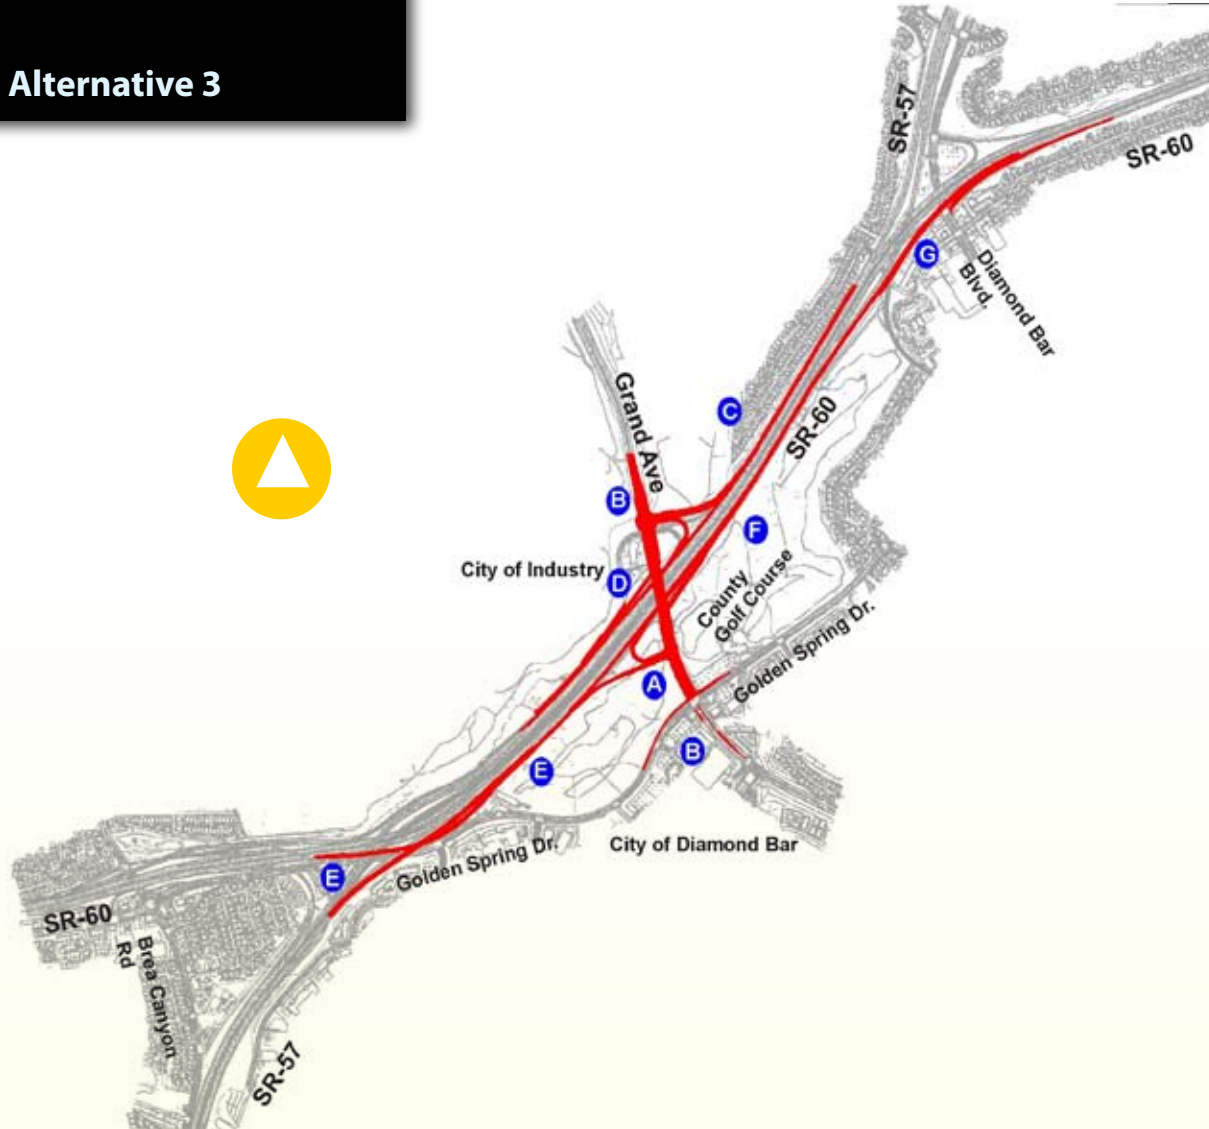 Alternative 3
SR-57
SR-60
G
Diamond Bar
Blvd.
Grand Ave
C
SR-60
B
F
City of Industry
D
County
Golf Course
Golden Spring Dr.
A
B
E
City of Diamond Bar
Golden Spring Dr.
E
SR-60
Brea Canyon
Rd
SR-57